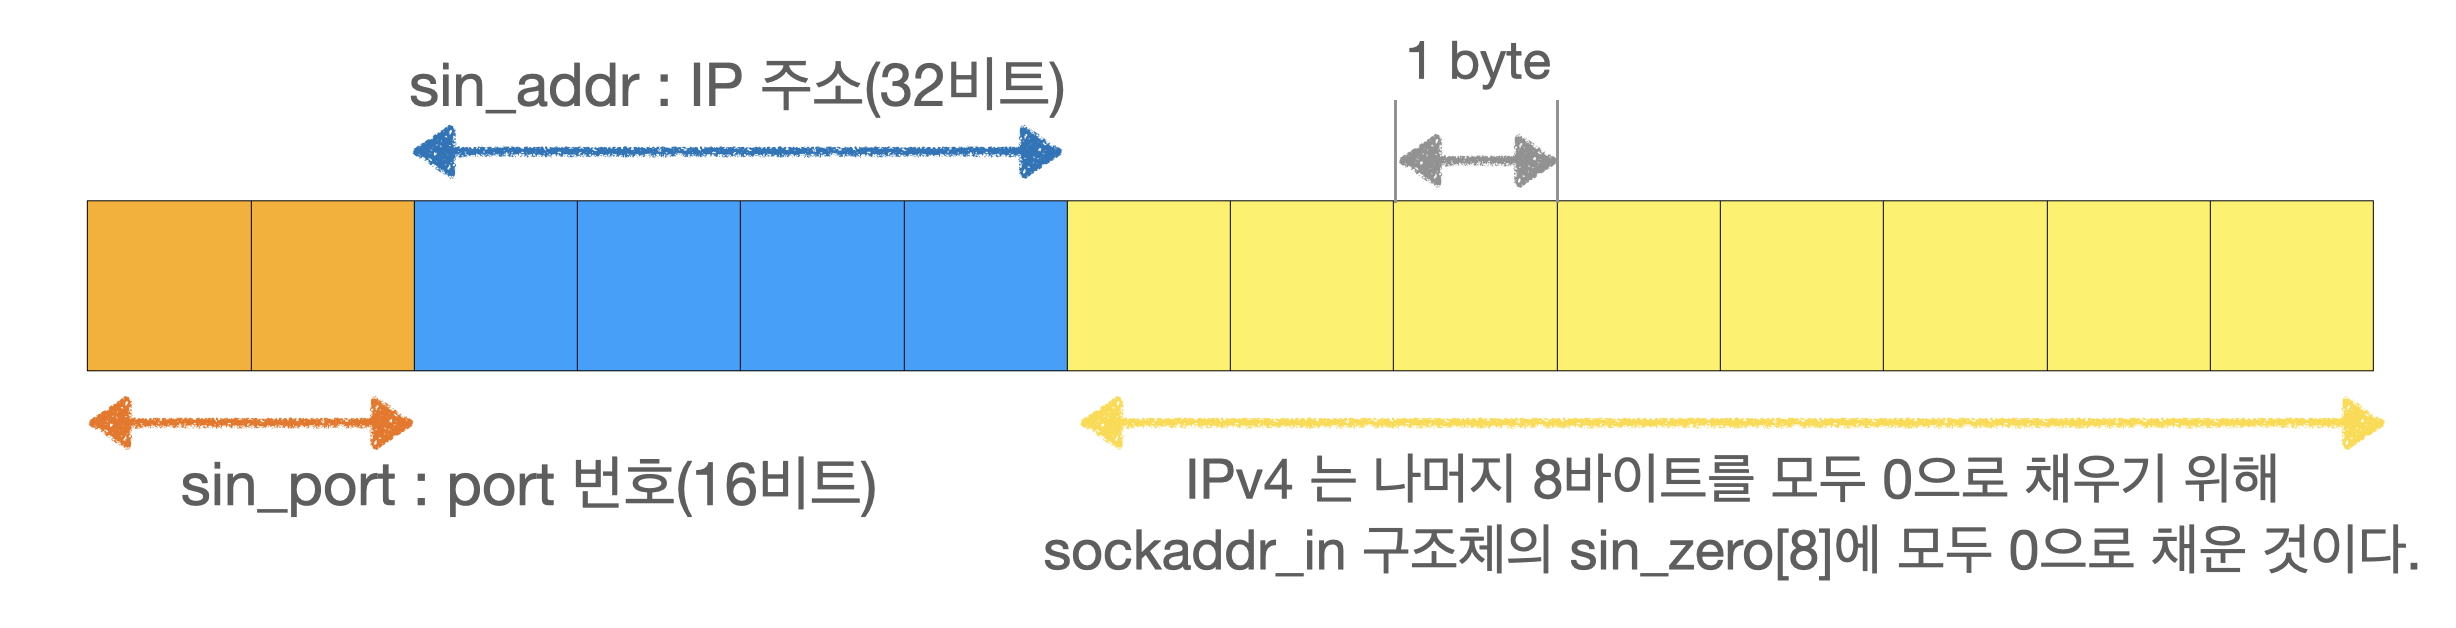 sin_addr : IP 주소(32비트)
1 byte
sin_port : port 번호(16비트)
IPv4 는 나머지 8바이트를 모두 0으로 채우기 위해
sockaddr_in 구조체의 sin_zero[8]에 모두 0으로 채운 것이다.